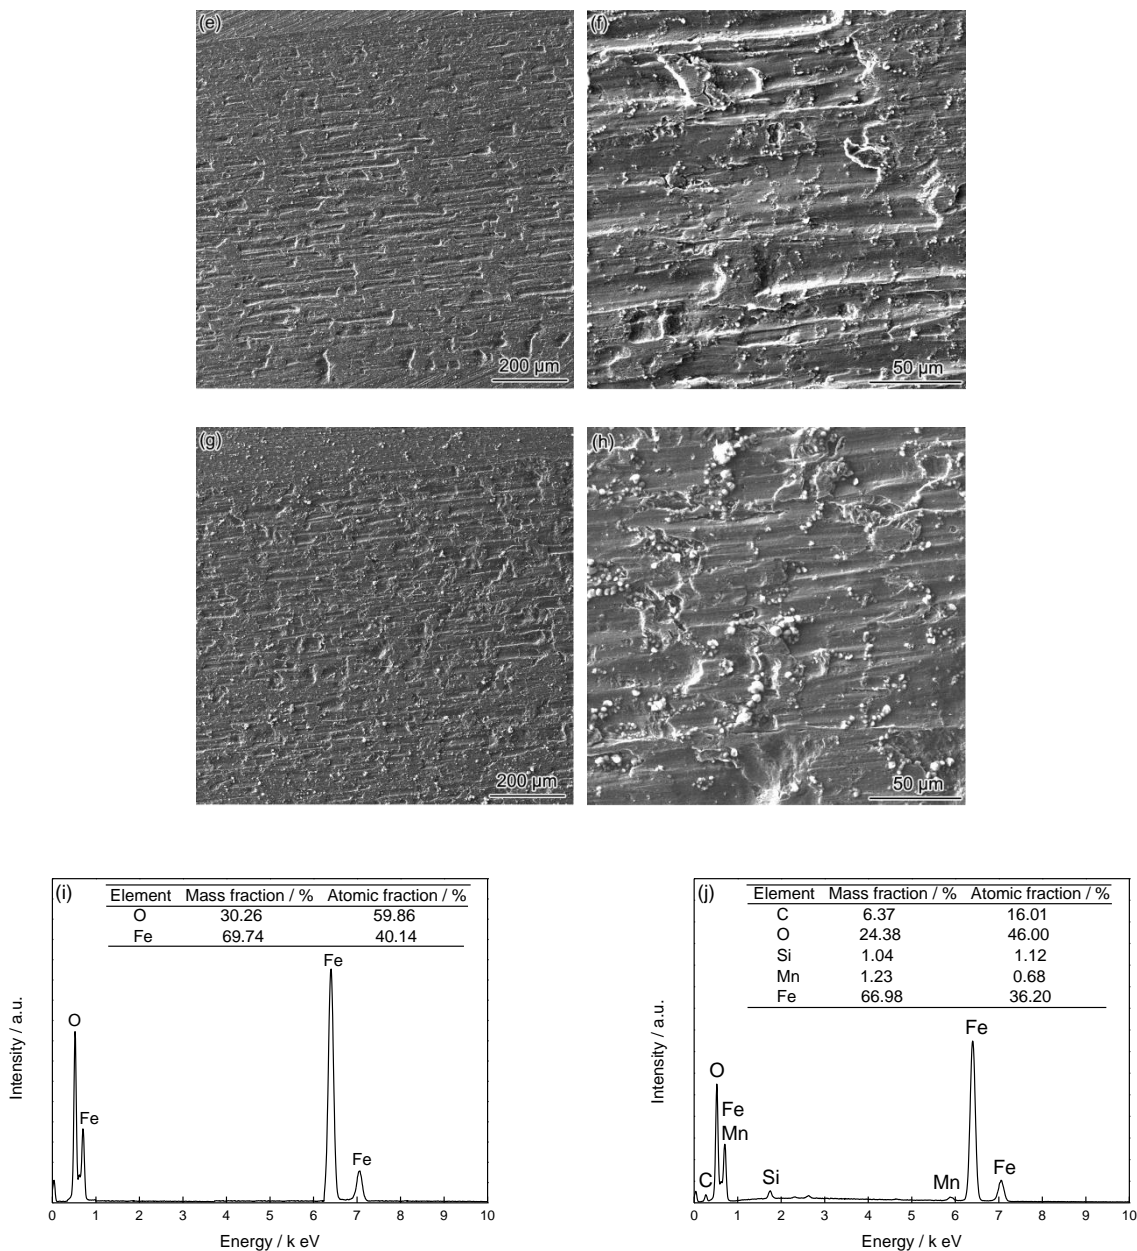 (e)
200 μm
(f)
50 μm
(g)
200 μm
(h)
50 μm
(i)
Element Mass fraction / % Atomic fraction / %
O 30.26 59.86
Fe 69.74 40.14
Fe
O
Fe
Fe
Intensity / a.u.
0 1 2 3 4 5 6 7 8 9 10
Energy / k eV
(j)
Element Mass fraction / % Atomic fraction / %
C 6.37 16.01
O 24.38 46.00
Si 1.04 1.12
Mn 1.23 0.68
Fe 66.98 36.20
Fe
O
Fe
Mn
C
Si
Mn
Fe
Intensity / a.u.
0 1 2 3 4 5 6 7 8 9 10
Energy / k eV